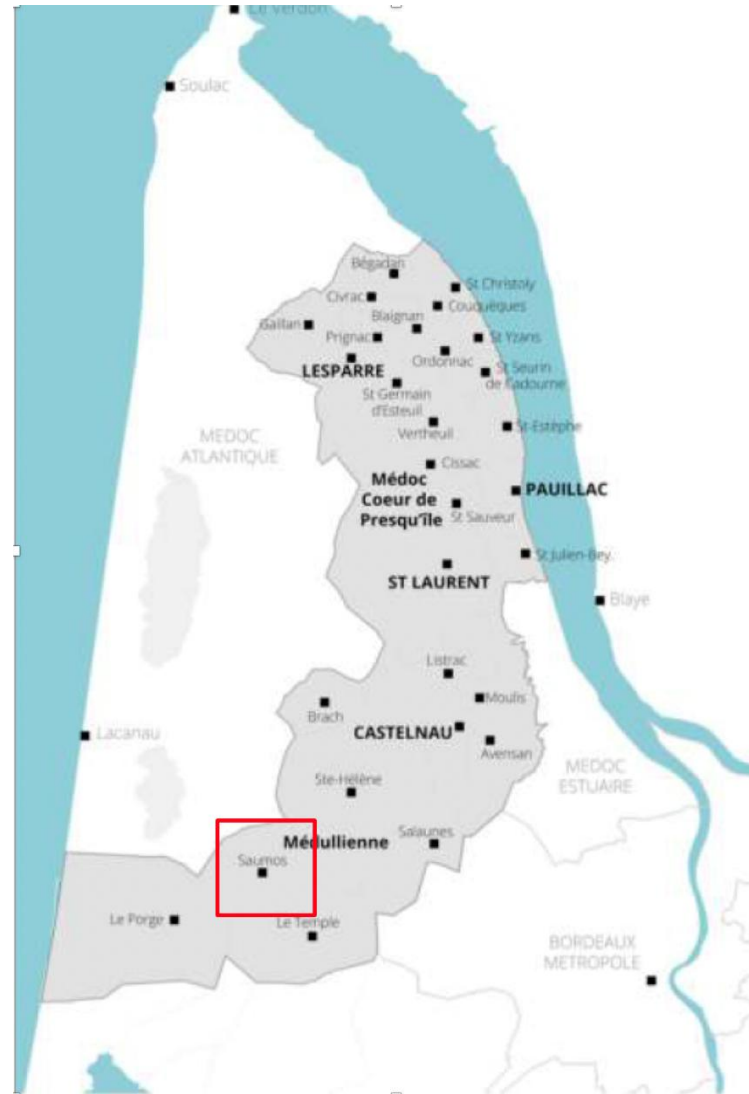 Le Verdon
Soulac
Bégadan
St Christoly
Civrac
Couquèques
Gaillan
Blaignan
Prignac
St Yzans
Ordonnac
LESPARRE
St Seurin
de Cadourne
St Germain
d'Esteuil
Vertheuil
St-Estèphe
MEDOC
ATLANTIQUE
Cissac
Médoc
Coeur de
Presqu'île
PAUILLAC
St Sauveur
St Julien-Bey.
ST LAURENT
Blaye
Listrac
Moulis
Brach
Lacanau
CASTELNAU
Avensan
MEDOC
ESTUAIRE
Ste-Hélène
Médullienne
Salaunes
Saumos
Le Porge
Le Temple
BORDEAUX
METROPOLE